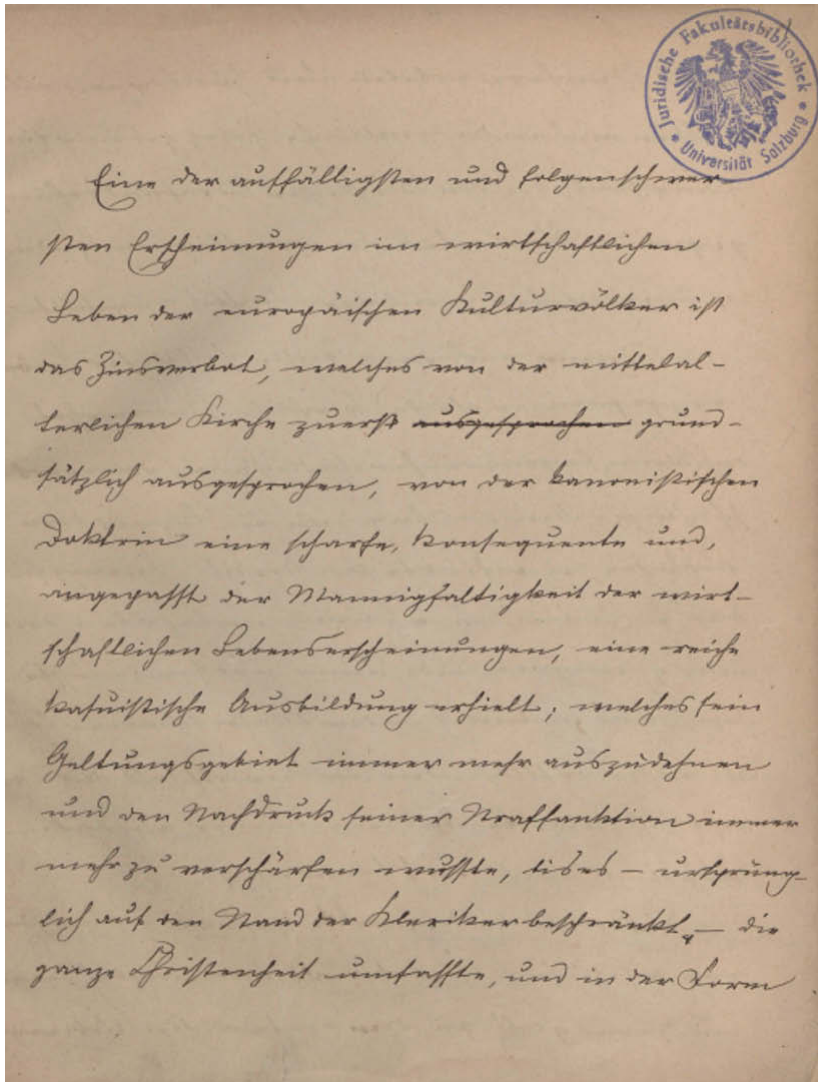 Juridische Fakultätsbibliothek
* Universität Salzburg *
Eine der auffälligsten und folgenschwer-
sten Erscheinungen im wirtschaftlichen
Leben der europäischen Kulturvölker ist
das Zinsverbot, welches von der mittelal-
terlichen Kirche zuerst ausgesprochen grund-
sätzlich ausgesprochen, von der kanonistischen
Doktrin eine scharfe, konsequente und,
angepasst der Mannigfaltigkeit der wirt-
schaftlichen Lebenserscheinungen, eine reiche
kasuistische Ausbildung erhielt; welches sein
Geltungsgebiet immer mehr auszudehnen
und den Nachdruck seiner Strafsanktion immer
mehr zu verschärfen wusste, bis es – ursprüng-
lich auf den Stand der Kleriker beschränkt, – die
ganze Christenheit umfasste, und in der Form